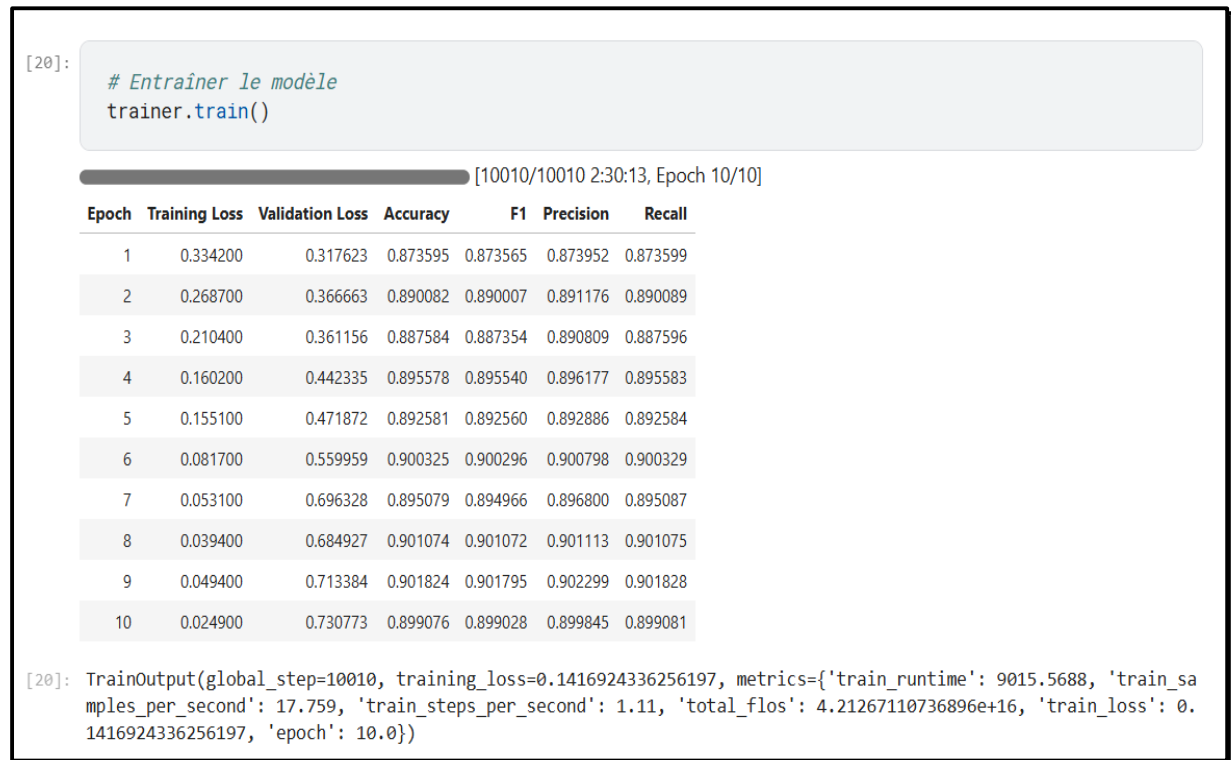 [20]:
# Entraîner le modèle
trainer.train()
[10010/10010 2:30:13, Epoch 10/10]
Epoch Training Loss Validation Loss Accuracy F1 Precision Recall
1 0.334200 0.317623 0.873595 0.873565 0.873952 0.873599
2 0.268700 0.366663 0.890082 0.890007 0.891176 0.890089
3 0.210400 0.361156 0.887584 0.887354 0.890809 0.887596
4 0.160200 0.442335 0.895578 0.895540 0.896177 0.895583
5 0.155100 0.471872 0.892581 0.892560 0.892886 0.892584
6 0.081700 0.559959 0.900325 0.900296 0.900798 0.900329
7 0.053100 0.696328 0.895079 0.894966 0.896800 0.895087
8 0.039400 0.684927 0.901074 0.901072 0.901113 0.901075
9 0.049400 0.713384 0.901824 0.901795 0.902299 0.901828
10 0.024900 0.730773 0.899076 0.899028 0.899845 0.899081
[20]: TrainOutput(global_step=10010, training_loss=0.1416924336256197, metrics={'train_runtime': 9015.5688, 'train_sa
mples_per_second': 17.759, 'train_steps_per_second': 1.11, 'total_flos': 4.21267110736896e+16, 'train_loss': 0.
1416924336256197, 'epoch': 10.0})